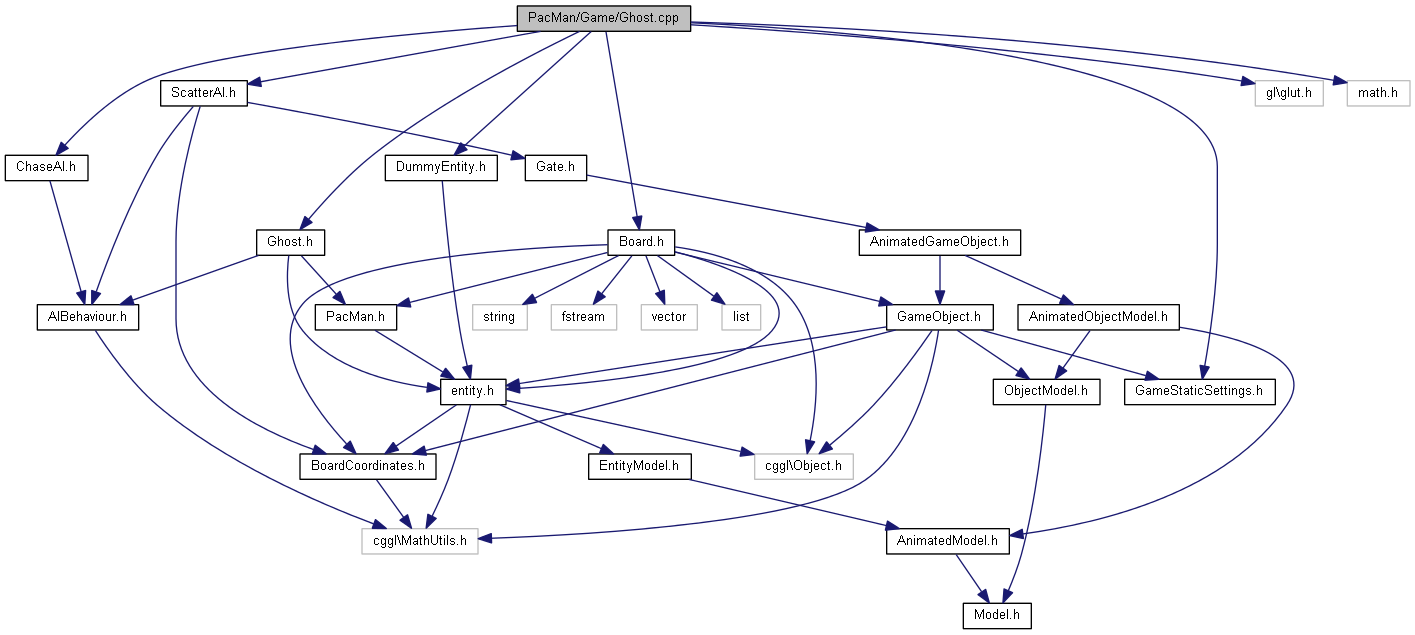 PacMan/Game/Ghost.cpp
ScatterAI.h
gl\glut.h
math.h
ChaseAI.h
DummyEntity.h
Gate.h
Ghost.h
Board.h
AnimatedGameObject.h
AIBehaviour.h
PacMan.h
string
fstream
vector
list
GameObject.h
AnimatedObjectModel.h
entity.h
ObjectModel.h
GameStaticSettings.h
BoardCoordinates.h
EntityModel.h
cggl\Object.h
cggl\MathUtils.h
AnimatedModel.h
Model.h